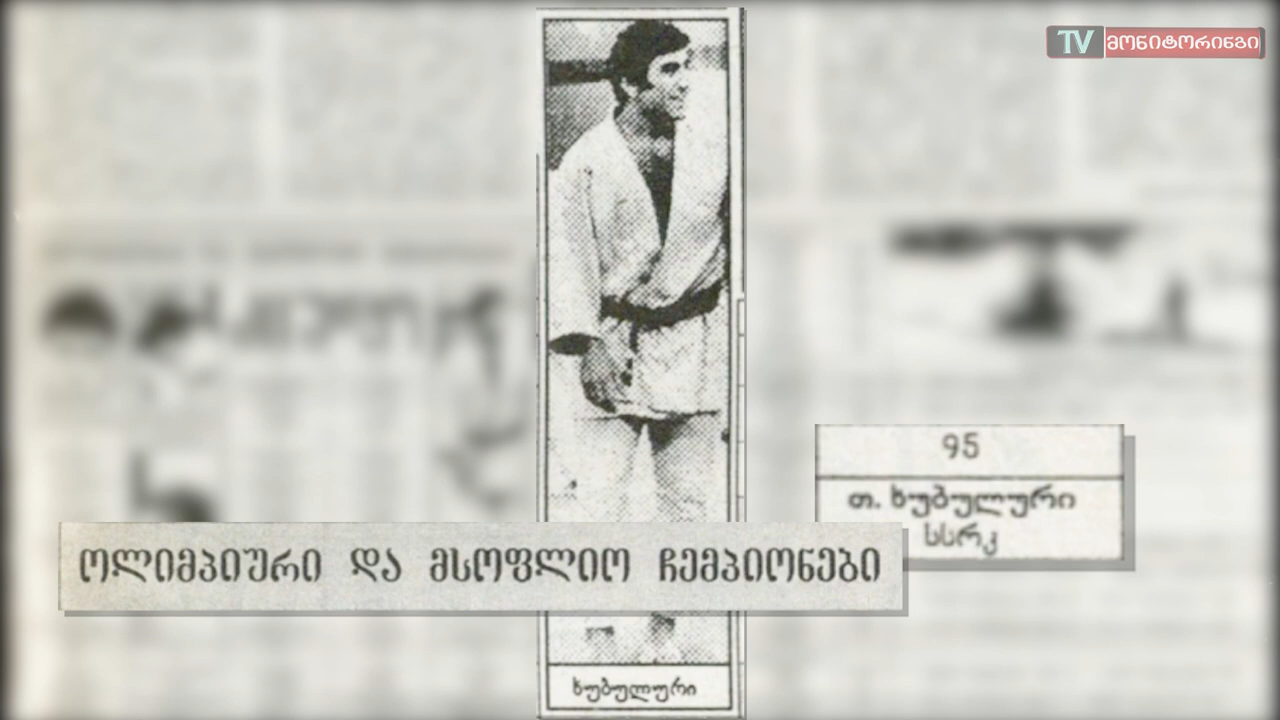 TV მონიტორინგი
95
თ. ხუბულური
სსრკ
ოლიმპიური და მსოფლიო ჩემპიონები
ხუბულური